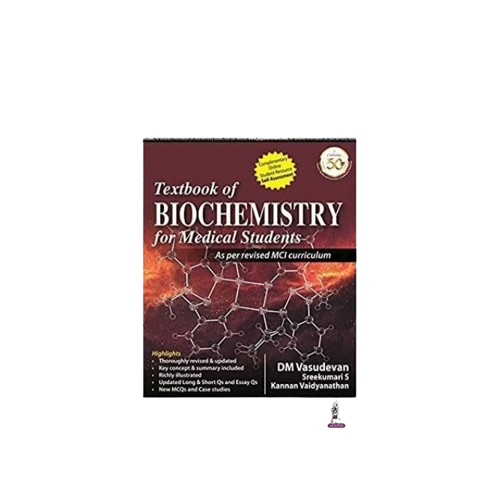 Complimentary
Online
Student Resource
Self Assessment
50
Textbook of
BIOCHEMISTRY
for Medical Students
As per revised MCI curriculum
Highlights
• Thoroughly revised & updated
• Key concept & summary included
• Richly illustrated
• Updated Long & Short Qs and Essay Qs
• New MCQs and Case studies
DM Vasudevan
Sreekumari S
Kannan Vaidyanathan